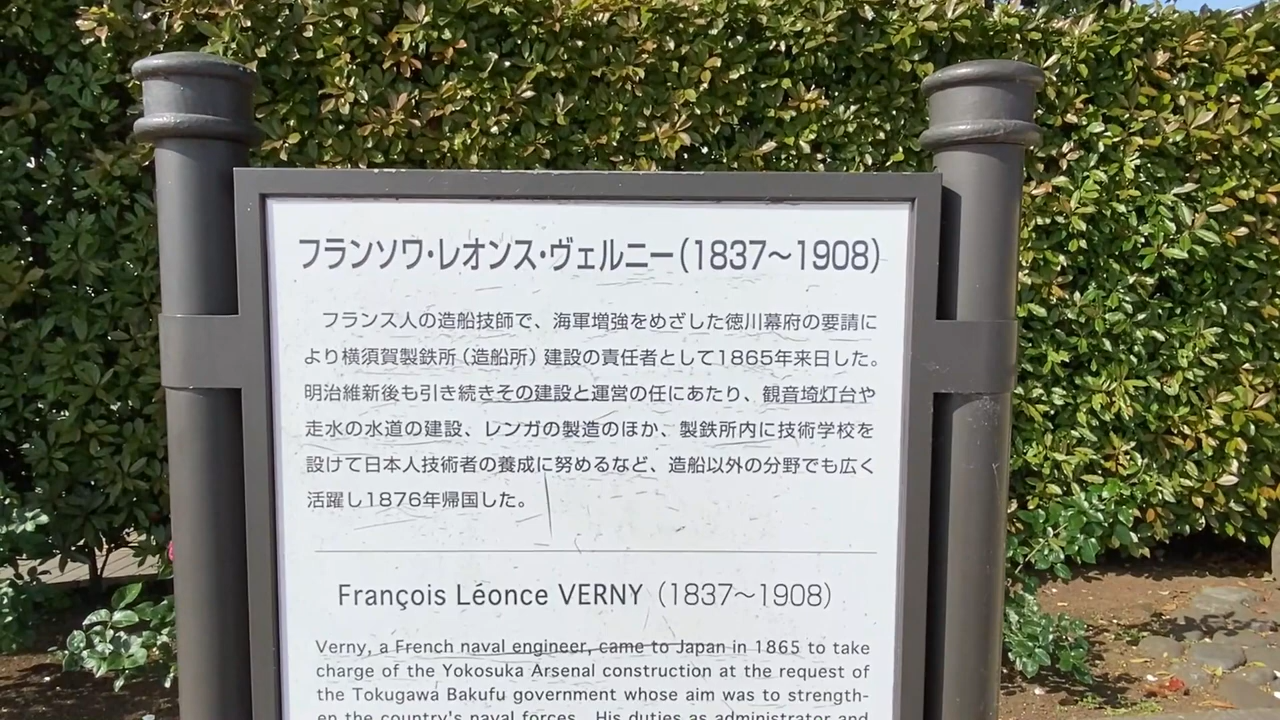 フランソワ・レオンス・ヴェルニー(1837〜1908)
フランス人の造船技師で、海軍増強をめざした徳川幕府の要請に
より横須賀製鉄所(造船所)建設の責任者として1865年来日した。
明治維新後も引き続きその建設と運営の任にあたり、観音埼灯台や
走水の水道の建設、レンガの製造のほか、製鉄所内に技術学校を
設けて日本人技術者の養成に努めるなど、造船以外の分野でも広く
活躍し1876年帰国した。
François Léonce VERNY (1837〜1908)
Verny, a French naval engineer, came to Japan in 1865 to take
charge of the Yokosuka Arsenal construction at the request of
the Tokugawa Bakufu government whose aim was to strength-
en the country's naval forces. His duties as administrator and